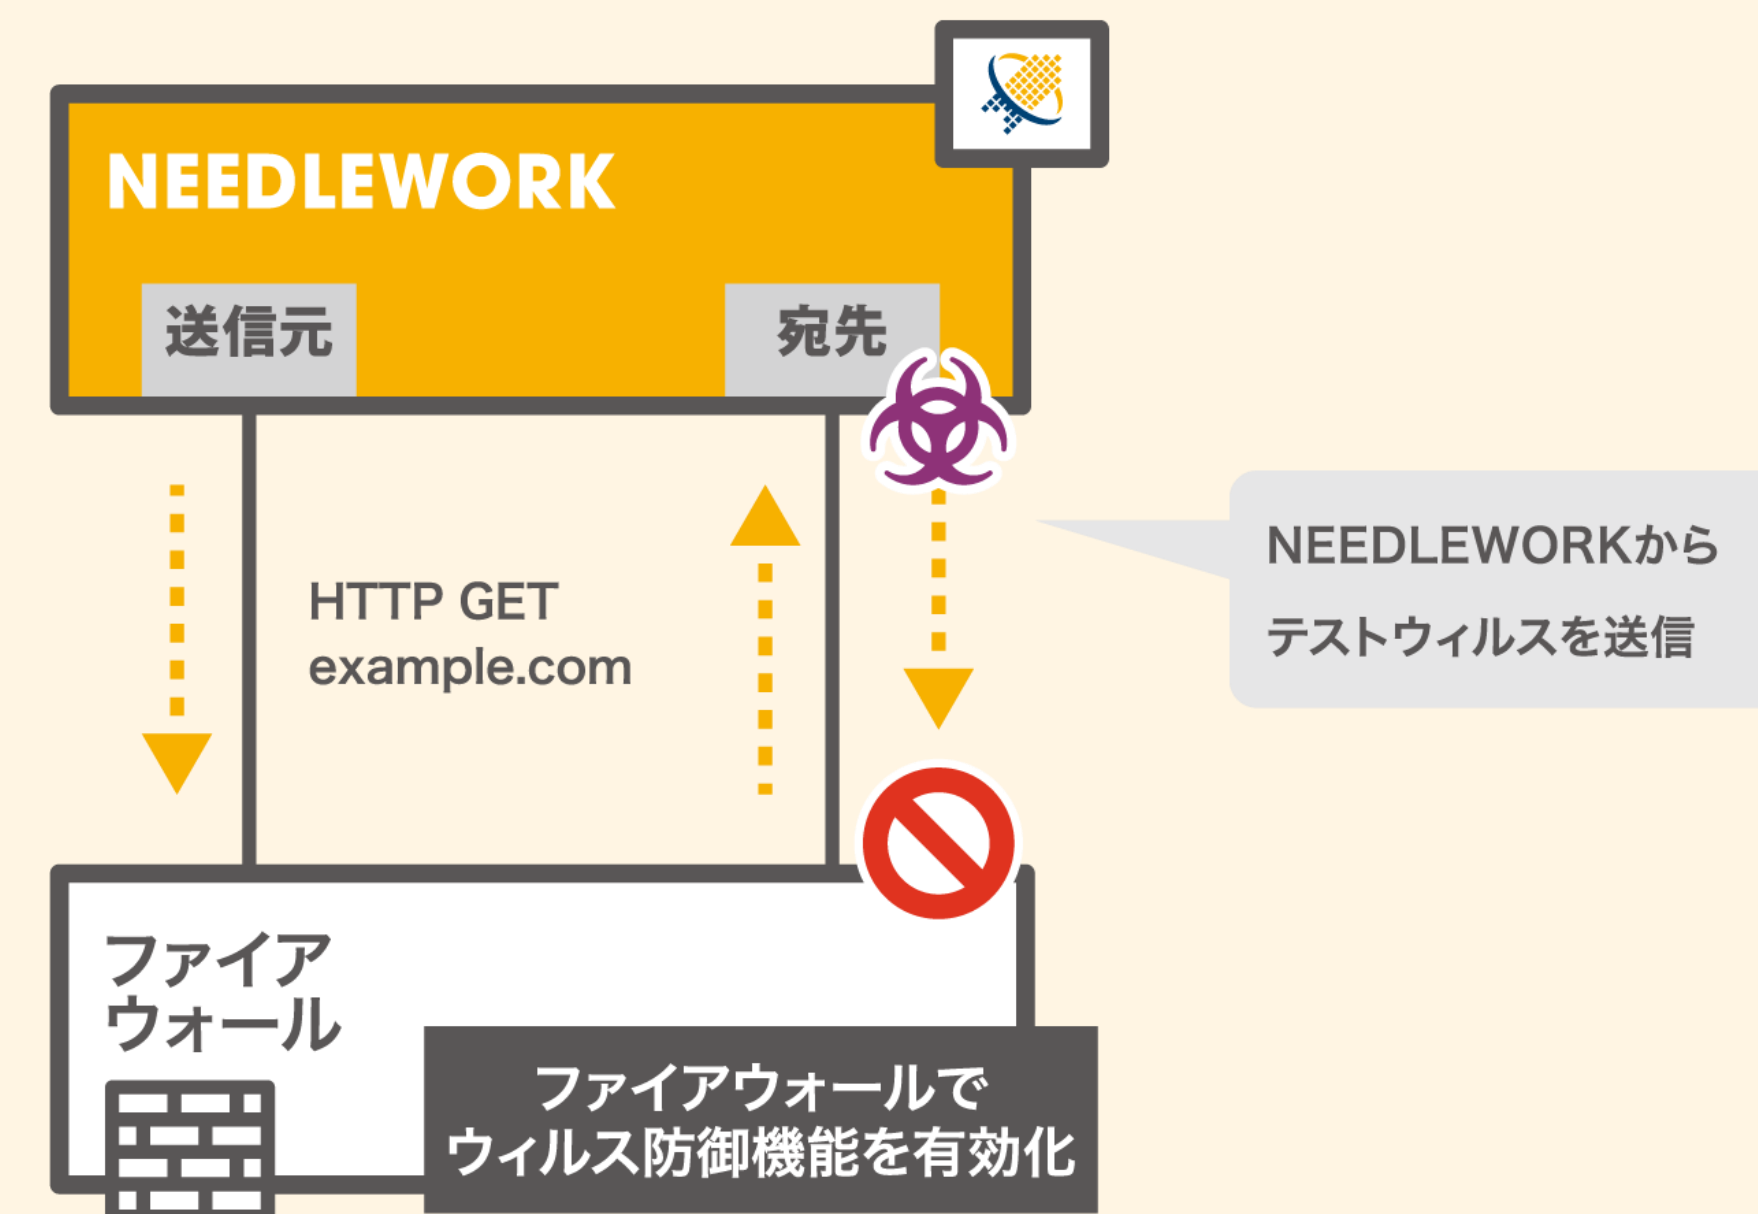 NEEDLEWORK
送信元
宛先
HTTP GET
example.com
NEEDLEWORKから
テストウィルスを送信
ファイア
ウォール
ファイアウォールで
ウィルス防御機能を有効化